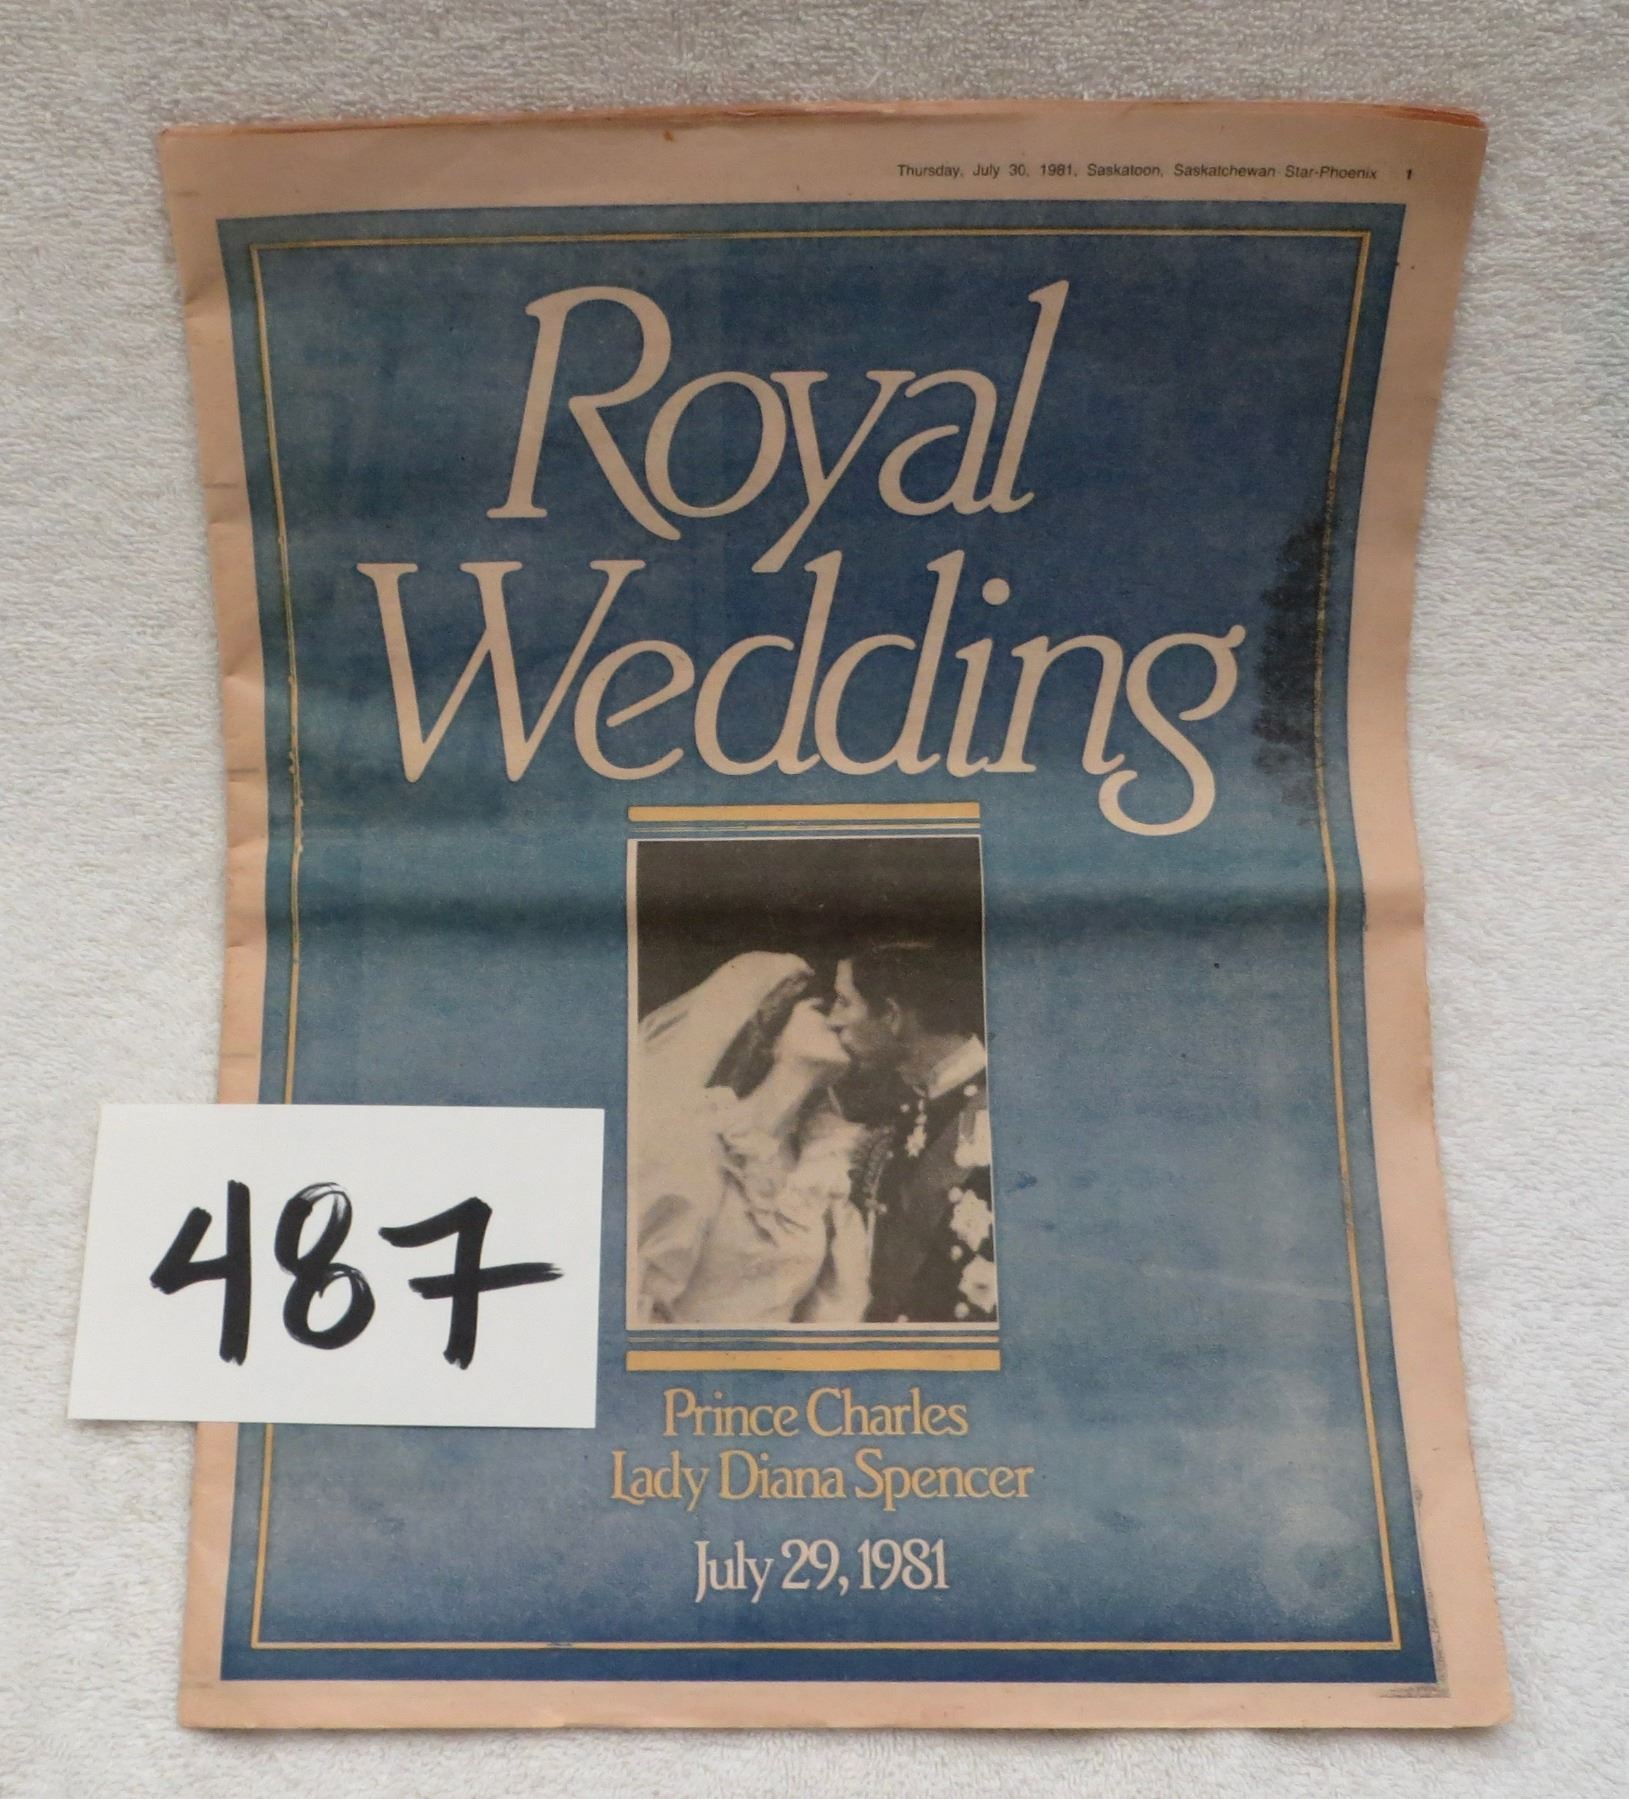 Thursday, July 30, 1981, Saskatoon, Saskatchewan Star-Phoenix 1
Royal
Wedding
487
Prince Charles
Lady Diana Spencer
July 29, 1981